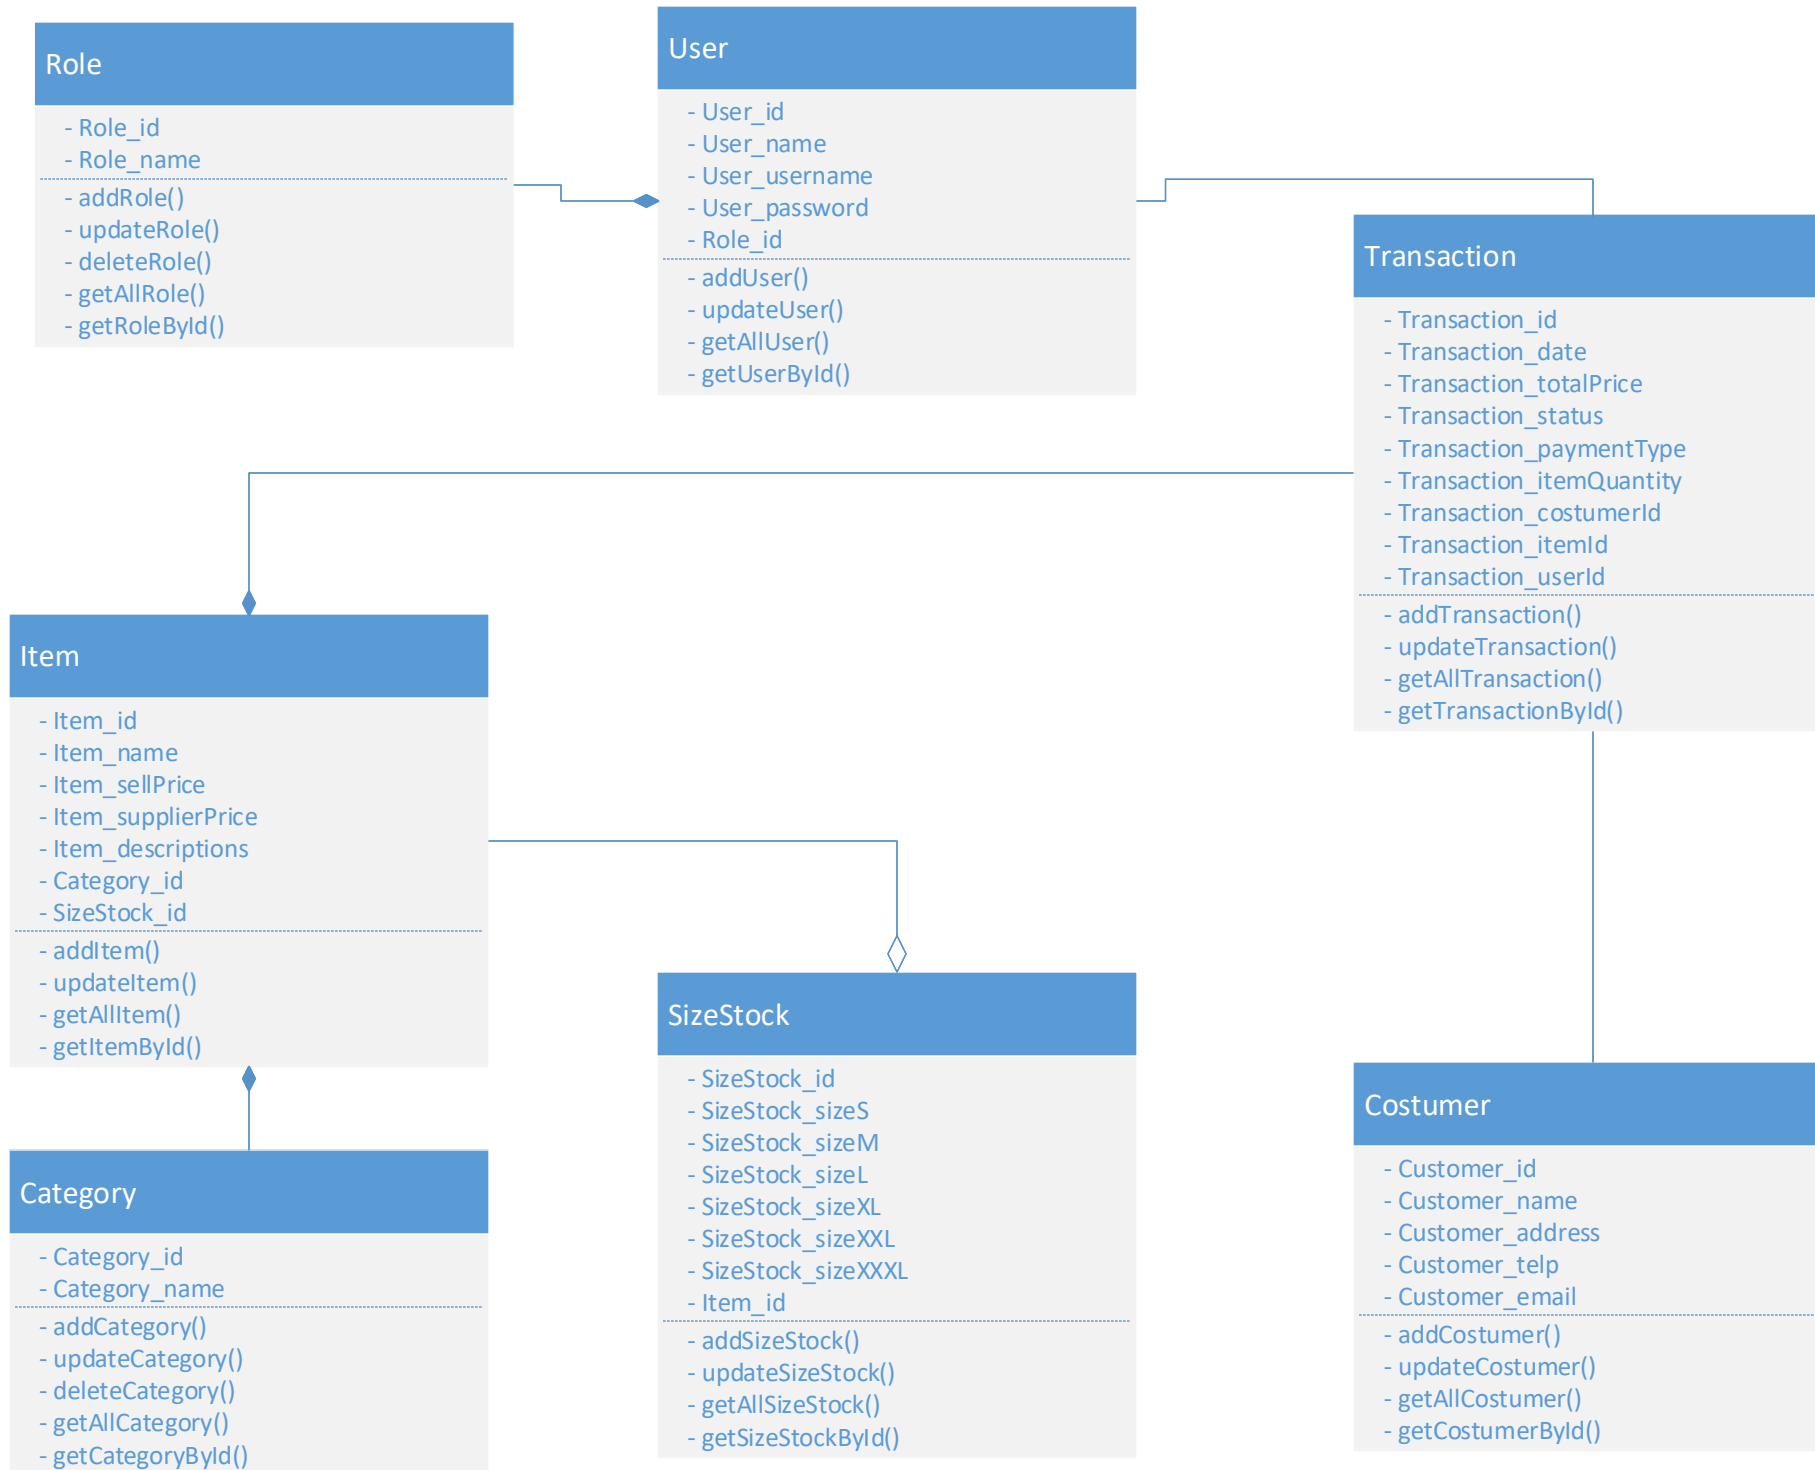 Role
- Role_id
- Role_name
- addRole()
- updateRole()
- deleteRole()
- getAllRole()
- getRoleById()
User
- User_id
- User_name
- User_username
- User_password
- Role_id
- addUser()
- updateUser()
- getAllUser()
- getUserById()
Transaction
- Transaction_id
- Transaction_date
- Transaction_totalPrice
- Transaction_status
- Transaction_paymentType
- Transaction_itemQuantity
- Transaction_costumerId
- Transaction_itemId
- Transaction_userId
- addTransaction()
- updateTransaction()
- getAllTransaction()
- getTransactionById()
Item
- Item_id
- Item_name
- Item_sellPrice
- Item_supplierPrice
- Item_descriptions
- Category_id
- SizeStock_id
- addItem()
- updateItem()
- getAllItem()
- getItemById()
SizeStock
- SizeStock_id
- SizeStock_sizeS
- SizeStock_sizeM
- SizeStock_sizeL
- SizeStock_sizeXL
- SizeStock_sizeXXL
- SizeStock_sizeXXXL
- Item_id
- addSizeStock()
- updateSizeStock()
- getAllSizeStock()
- getSizeStockById()
Costumer
- Customer_id
- Customer_name
- Customer_address
- Customer_telp
- Customer_email
- addCostumer()
- updateCostumer()
- getAllCostumer()
- getCostumerById()
Category
- Category_id
- Category_name
- addCategory()
- updateCategory()
- deleteCategory()
- getAllCategory()
- getCategoryById()